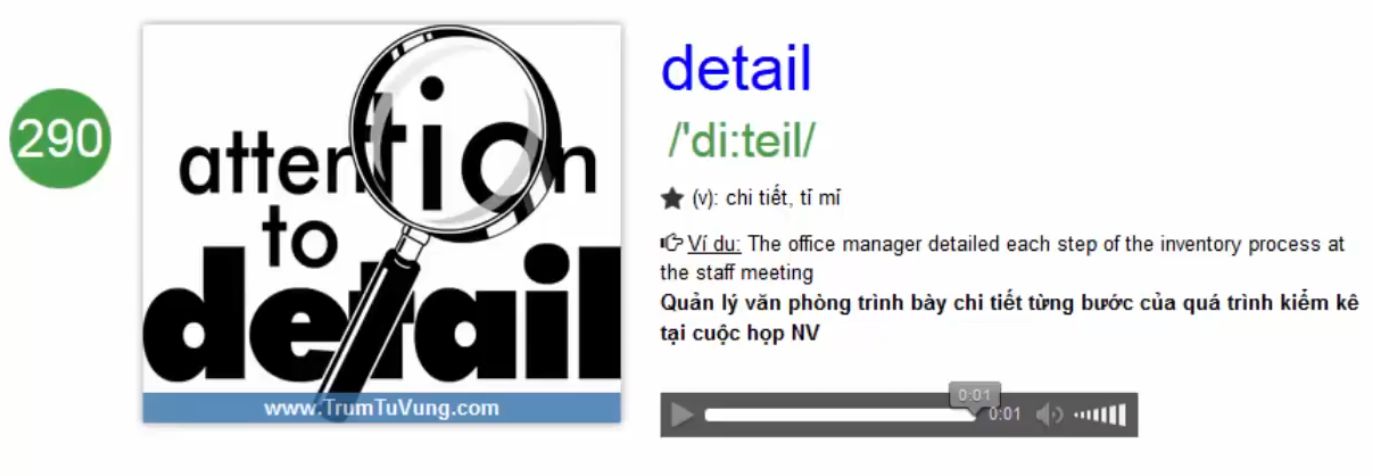 290
attention
to
detail
www.TrumTuVung.com
detail
/'di:teil/
★ (v): chi tiết, tỉ mỉ
Ví dụ: The office manager detailed each step of the inventory process at
the staff meeting
Quản lý văn phòng trình bày chi tiết từng bước của quá trình kiểm kê
tại cuộc họp NV
0:01
0:01